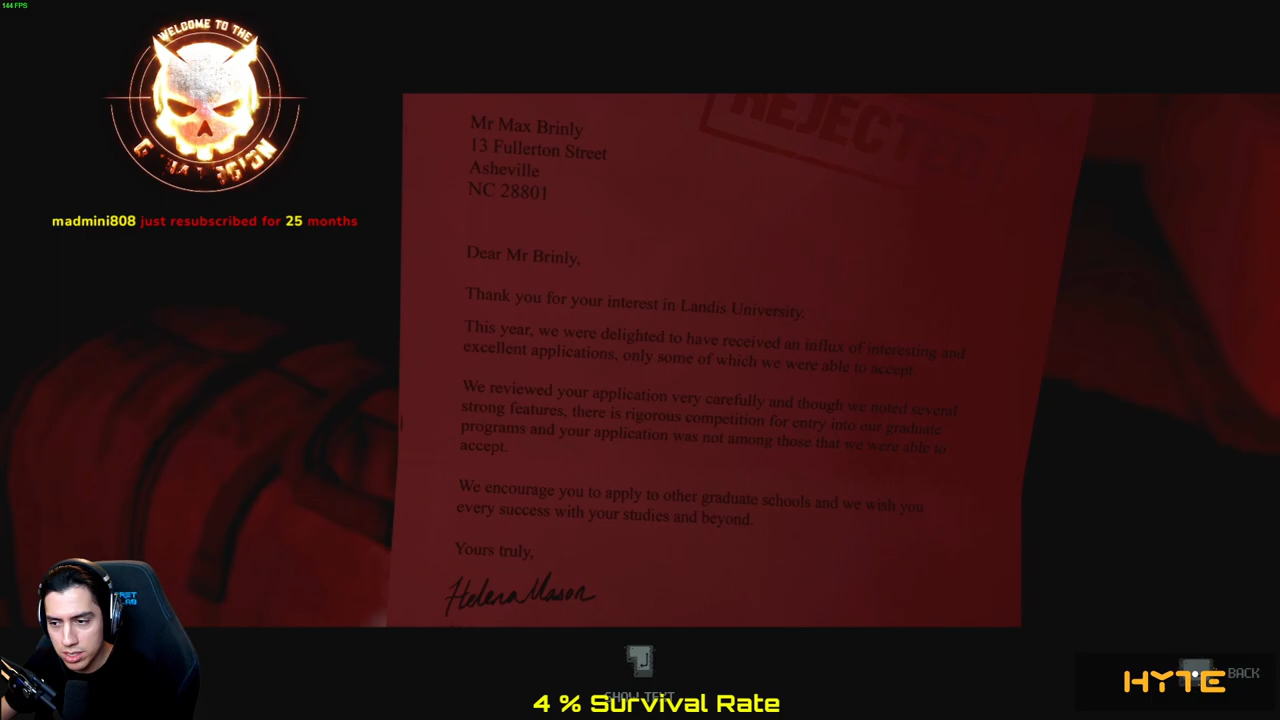 144 FPS
WELCOME TO THE
madmini808 just resubscribed for 25 months
REJECTED
Mr Max Brinly
13 Fullerton Street
Asheville
NC 28801
Dear Mr Brinly,
Thank you for your interest in Landis University.
This year, we were delighted to have received an influx of interesting and
excellent applications, only some of which we were able to accept.
We reviewed your application very carefully and though we noted several
strong features, there is rigorous competition for entry into our graduate
programs and your application was not among those that we were able to
accept.
We encourage you to apply to other graduate schools and we wish you
every success with your studies and beyond.
Yours truly,
Helena Mason
J
SHOW TEXT
BACK
HYTE
4 % Survival Rate